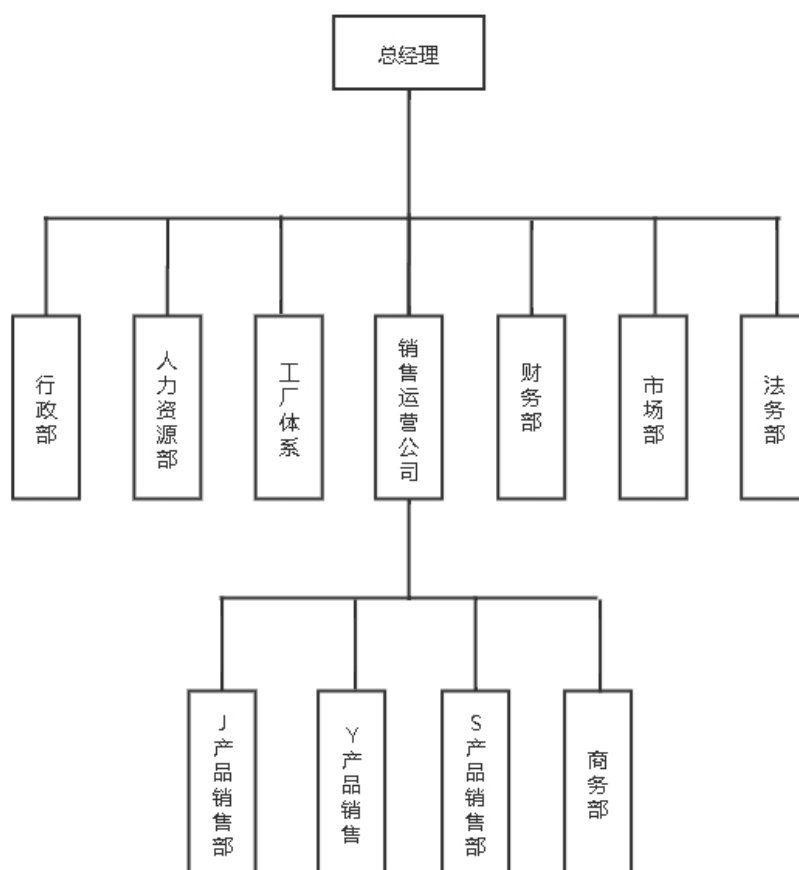 总经理
行政部
人力资源部
工厂体系
销售运营公司
财务部
市场部
法务部
J产品销售部
Y产品销售
S产品销售部
商务部